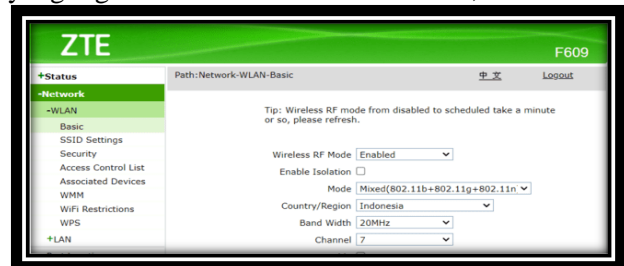 ZTE
F609
+Status
Path:Network-WLAN-Basic 中文 Logout
-Network
-WLAN
Basic
SSID Settings
Security
Access Control List
Associated Devices
WMM
WiFi Restrictions
WPS
+LAN
Tip: Wireless RF mode from disabled to scheduled take a minute
or so, please refresh.
Wireless RF Mode Enabled
Enable Isolation
Mode Mixed(802.11b+802.11g+802.11n
Country/Region Indonesia
Band Width 20MHz
Channel 7